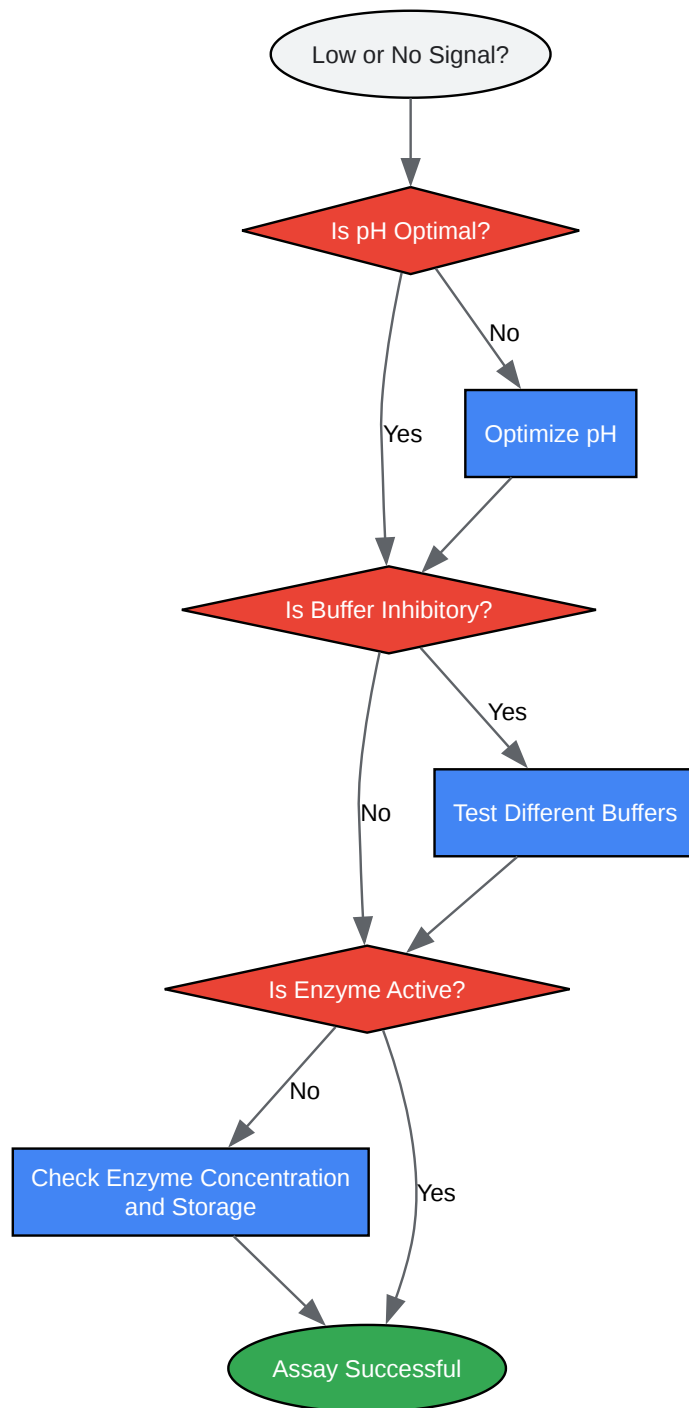 Low or No Signal?
Is pH Optimal?
No
Optimize pH
Yes
Is Buffer Inhibitory?
Yes
Test Different Buffers
No
Is Enzyme Active?
No
Check Enzyme Concentration
and Storage
Yes
Assay Successful